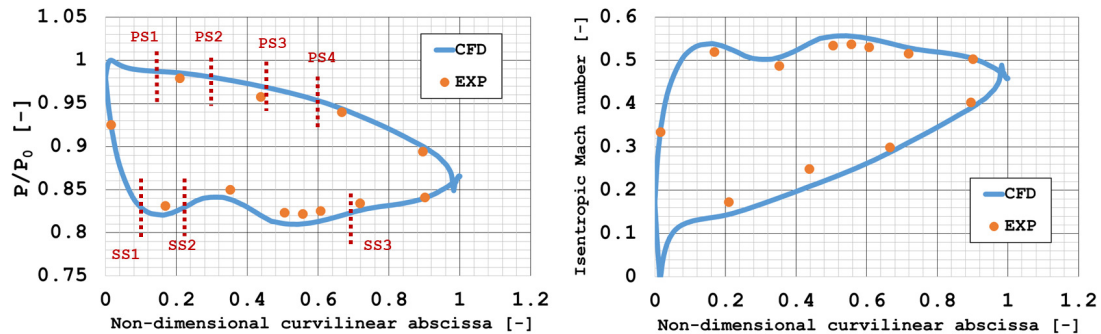 1.05
1
0.95
0.9
0.85
0.8
0.75
P/P0 [-]
PS1
PS2
PS3
PS4
SS1
SS2
SS3
CFD
EXP
0 0.2 0.4 0.6 0.8 1 1.2
Non-dimensional curvilinear abscissa [-]
0.6
0.5
0.4
0.3
0.2
0.1
0
Isentropic Mach number [-]
CFD
EXP
0 0.2 0.4 0.6 0.8 1 1.2
Non-dimensional curvilinear abscissa [-]